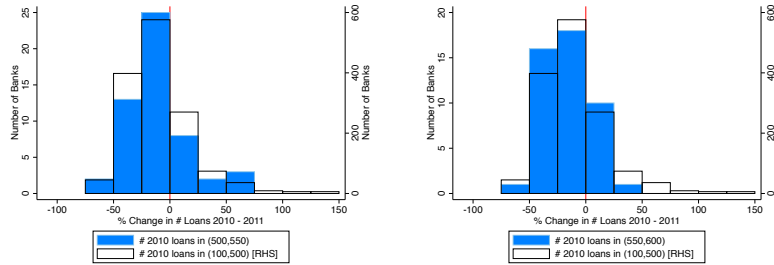 25
20
15
10
5
0
Number of Banks
600
400
200
0
Number of Banks
-100 -50 0 50 100 150
% Change in # Loans 2010 - 2011
# 2010 loans in (500,550)
# 2010 loans in (100,500) [RHS]
20
15
10
5
0
Number of Banks
600
400
200
0
-100 -50 0 50 100 150
% Change in # Loans 2010 - 2011
# 2010 loans in (550,600)
# 2010 loans in (100,500) [RHS]